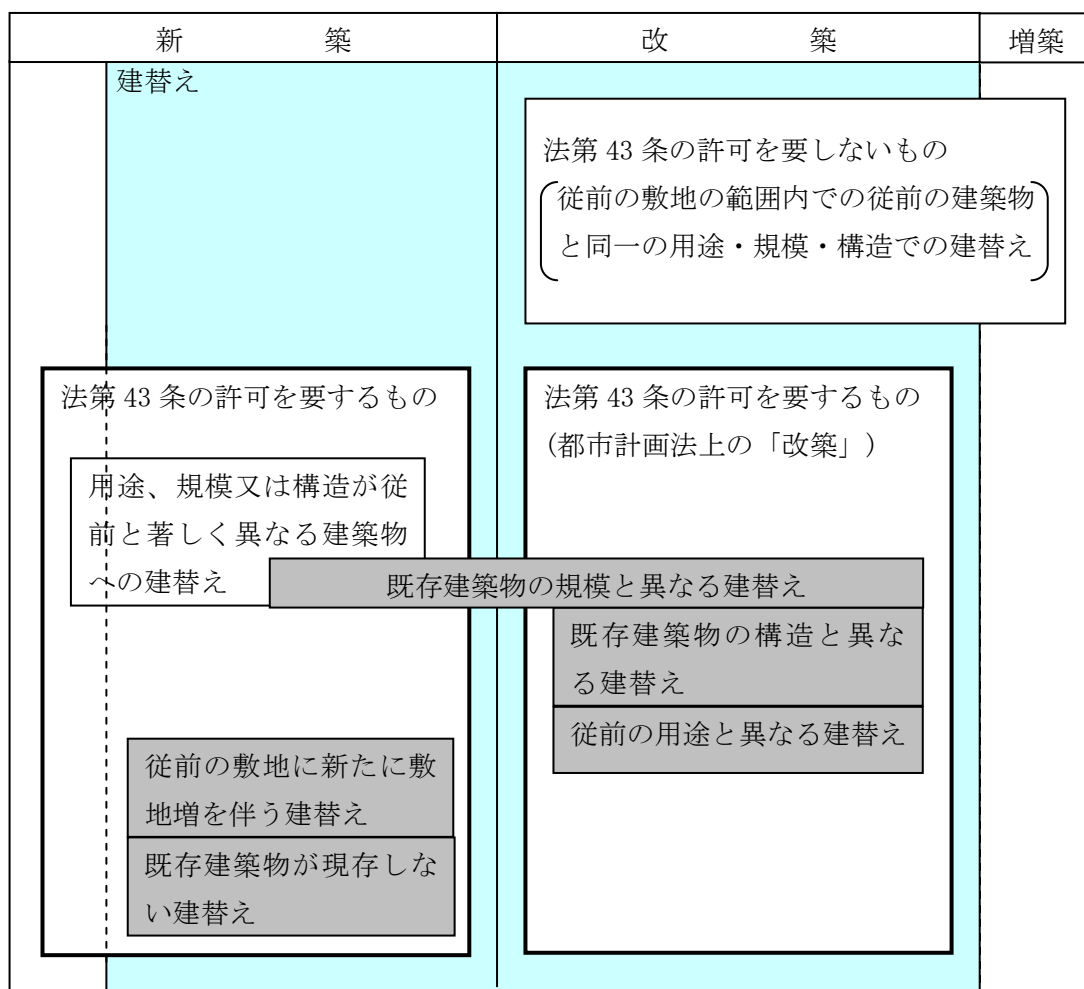 新築
改築
増築
建替え
法第43条の許可を要しないもの
従前の敷地の範囲内での従前の建築物
と同一の用途・規模・構造での建替え
法第43条の許可を要するもの
用途、規模又は構造が従
前と著しく異なる建築物
への建替え
法第43条の許可を要するもの
(都市計画法上の「改築」)
既存建築物の規模と異なる建替え
既存建築物の構造と異な
る建替え
従前の用途と異なる建替え
従前の敷地に新たに敷
地増を伴う建替え
既存建築物が現存しな
い建替え